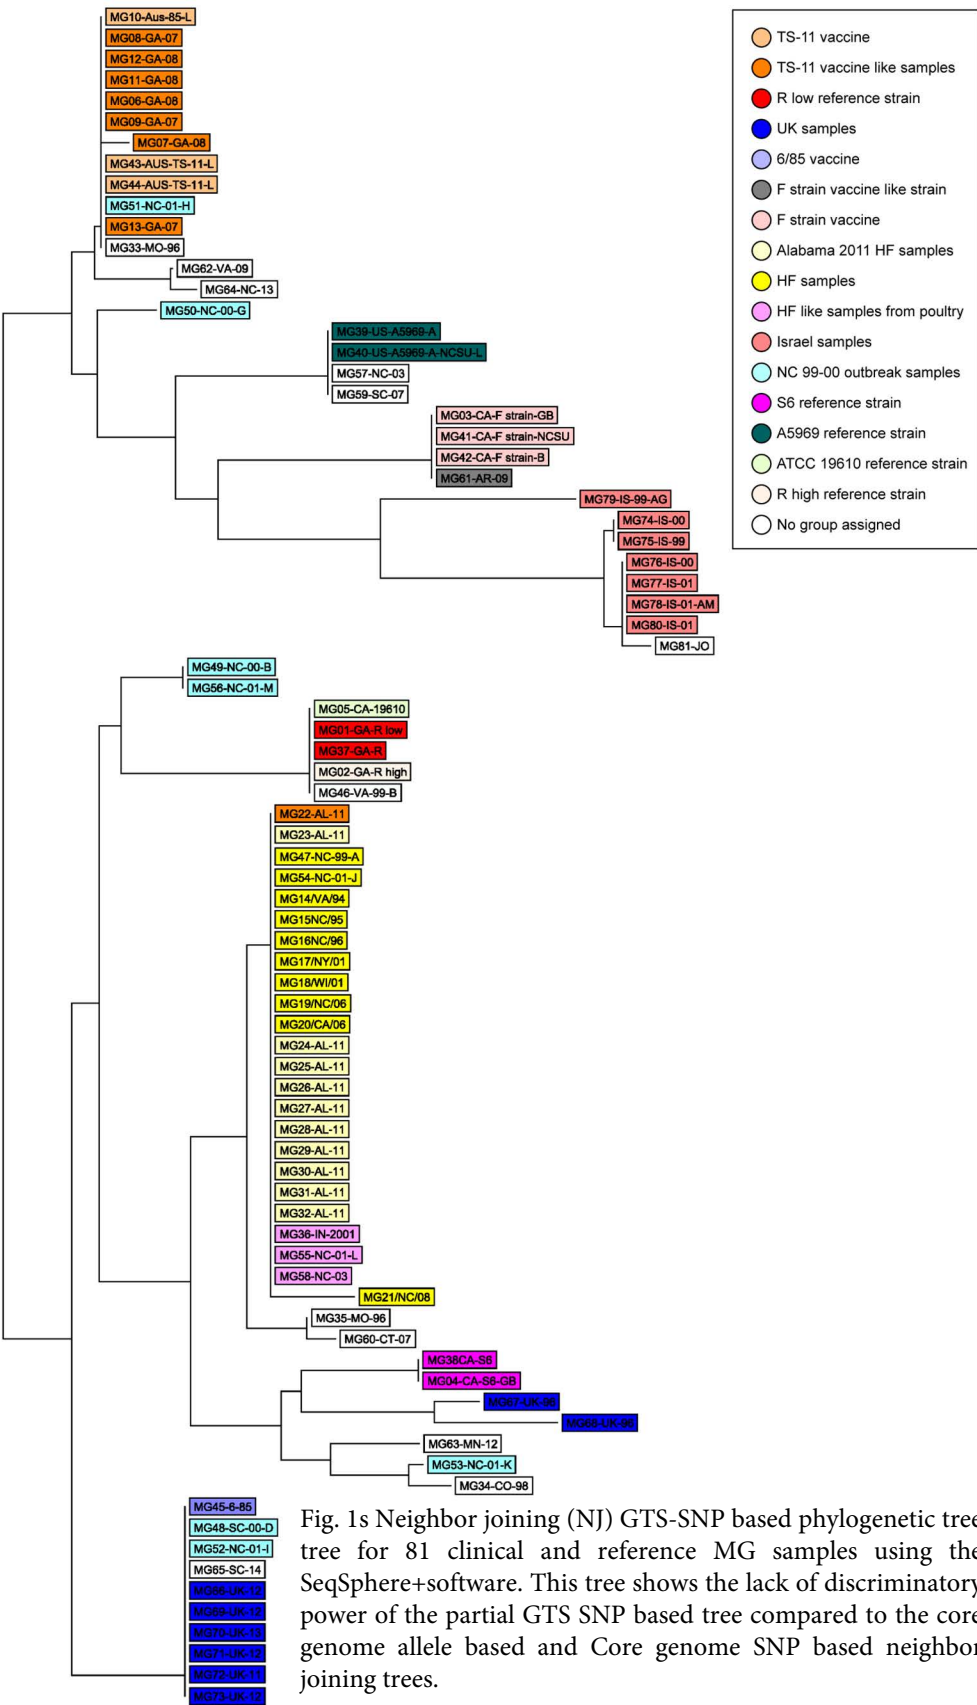 MG10-Aus-85-L
MG08-GA-07
MG12-GA-08
MG11-GA-08
MG06-GA-08
MG09-GA-07
MG07-GA-08
MG43-AUS-TS-11-L
MG44-AUS-TS-11-L
MG51-NC-01-H
MG13-GA-07
MG33-MO-96
MG62-VA-09
MG64-NC-13
MG50-NC-00-G
MG39-US-A5969-A
MG40-US-A5969-A-NCSU-L
MG57-NC-03
MG59-SC-07
MG03-CA-F strain-GB
MG41-CA-F strain-NCSU
MG42-CA-F strain-B
MG61-AR-09
MG79-IS-99-AG
MG74-IS-00
MG75-IS-99
MG76-IS-00
MG77-IS-01
MG78-IS-01-AM
MG80-IS-01
MG81-JO
MG49-NC-00-B
MG56-NC-01-M
MG05-CA-19610
MG01-GA-R low
MG37-GA-R
MG02-GA-R high
MG46-VA-99-B
MG22-AL-11
MG23-AL-11
MG47-NC-99-A
MG54-NC-01-J
MG14/VA/94
MG15NC/95
MG16NC/96
MG17/NY/01
MG18/WI/01
MG19/NC/06
MG20/CA/06
MG24-AL-11
MG25-AL-11
MG26-AL-11
MG27-AL-11
MG28-AL-11
MG29-AL-11
MG30-AL-11
MG31-AL-11
MG32-AL-11
MG36-IN-2001
MG55-NC-01-L
MG58-NC-03
MG21/NC/08
MG35-MO-96
MG60-CT-07
MG38CA-S6
MG04-CA-S6-GB
MG67-UK-96
MG68-UK-96
MG63-MN-12
MG53-NC-01-K
MG34-CO-98
MG45-6-85
MG48-SC-00-D
MG52-NC-01-I
MG65-SC-14
MG66-UK-12
MG69-UK-12
MG70-UK-13
MG71-UK-12
MG72-UK-11
MG73-UK-12
TS-11 vaccine
TS-11 vaccine like samples
R low reference strain
UK samples
6/85 vaccine
F strain vaccine like strain
F strain vaccine
Alabama 2011 HF samples
HF samples
HF like samples from poultry
Israel samples
NC 99-00 outbreak samples
S6 reference strain
A5969 reference strain
ATCC 19610 reference strain
R high reference strain
No group assigned
Fig. 1s Neighbor joining (NJ) GTS-SNP based phylogenetic tree
tree for 81 clinical and reference MG samples using the
SeqSphere+software. This tree shows the lack of discriminatory
power of the partial GTS SNP based tree compared to the core
genome allele based and Core genome SNP based neighbor
joining trees.